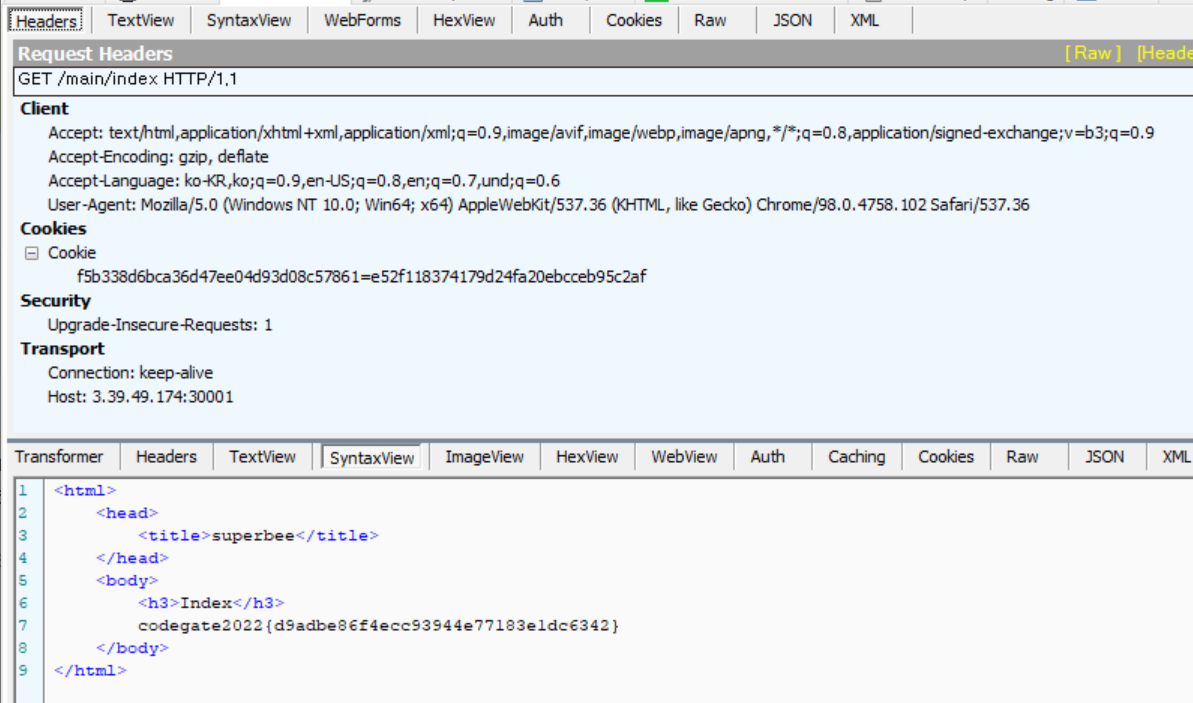 Headers TextView SyntaxView WebForms HexView Auth Cookies Raw JSON XML
Request Headers [ Raw ] [Heade
GET /main/index HTTP/1,1
Client
Accept: text/html,application/xhtml+xml,application/xml;q=0.9,image/avif,image/webp,image/apng,*/*;q=0.8,application/signed-exchange;v=b3;q=0.9
Accept-Encoding: gzip, deflate
Accept-Language: ko-KR,ko;q=0.9,en-US;q=0.8,en;q=0.7,und;q=0.6
User-Agent: Mozilla/5.0 (Windows NT 10.0; Win64; x64) AppleWebKit/537.36 (KHTML, like Gecko) Chrome/98.0.4758.102 Safari/537.36
Cookies
Cookie
f5b338d6bca36d47ee04d93d08c57861=e52f118374179d24fa20ebcceb95c2af
Security
Upgrade-Insecure-Requests: 1
Transport
Connection: keep-alive
Host: 3.39.49.174:30001
Transformer Headers TextView SyntaxView ImageView HexView WebView Auth Caching Cookies Raw JSON XML
1 <html>
2 <head>
3 <title>superbee</title>
4 </head>
5 <body>
6 <h3>Index</h3>
7 codegate2022{d9adbe86f4ecc93944e77183e1dc6342}
8 </body>
9 </html>